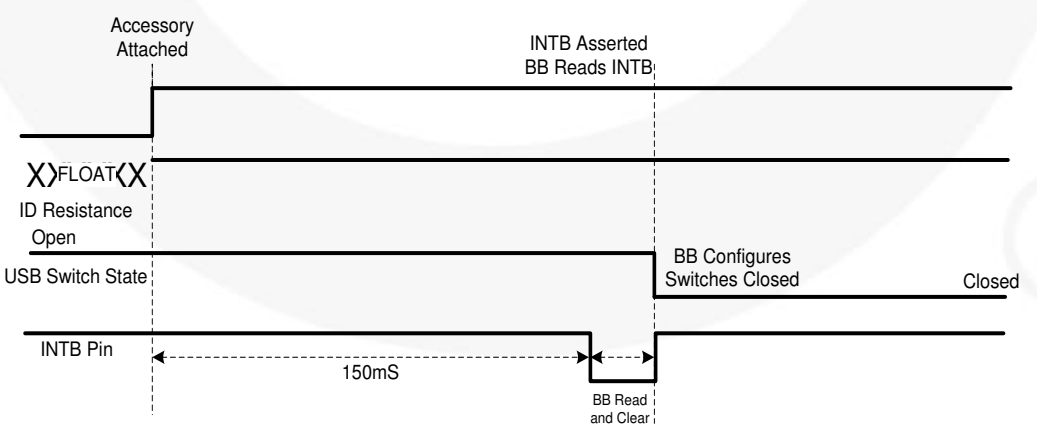 Accessory
Attached
INTB Asserted
BB Reads INTB
X>FLOAT<X
ID Resistance
Open
USB Switch State
BB Configures
Switches Closed
Closed
INTB Pin
150mS
BB Read
and Clear